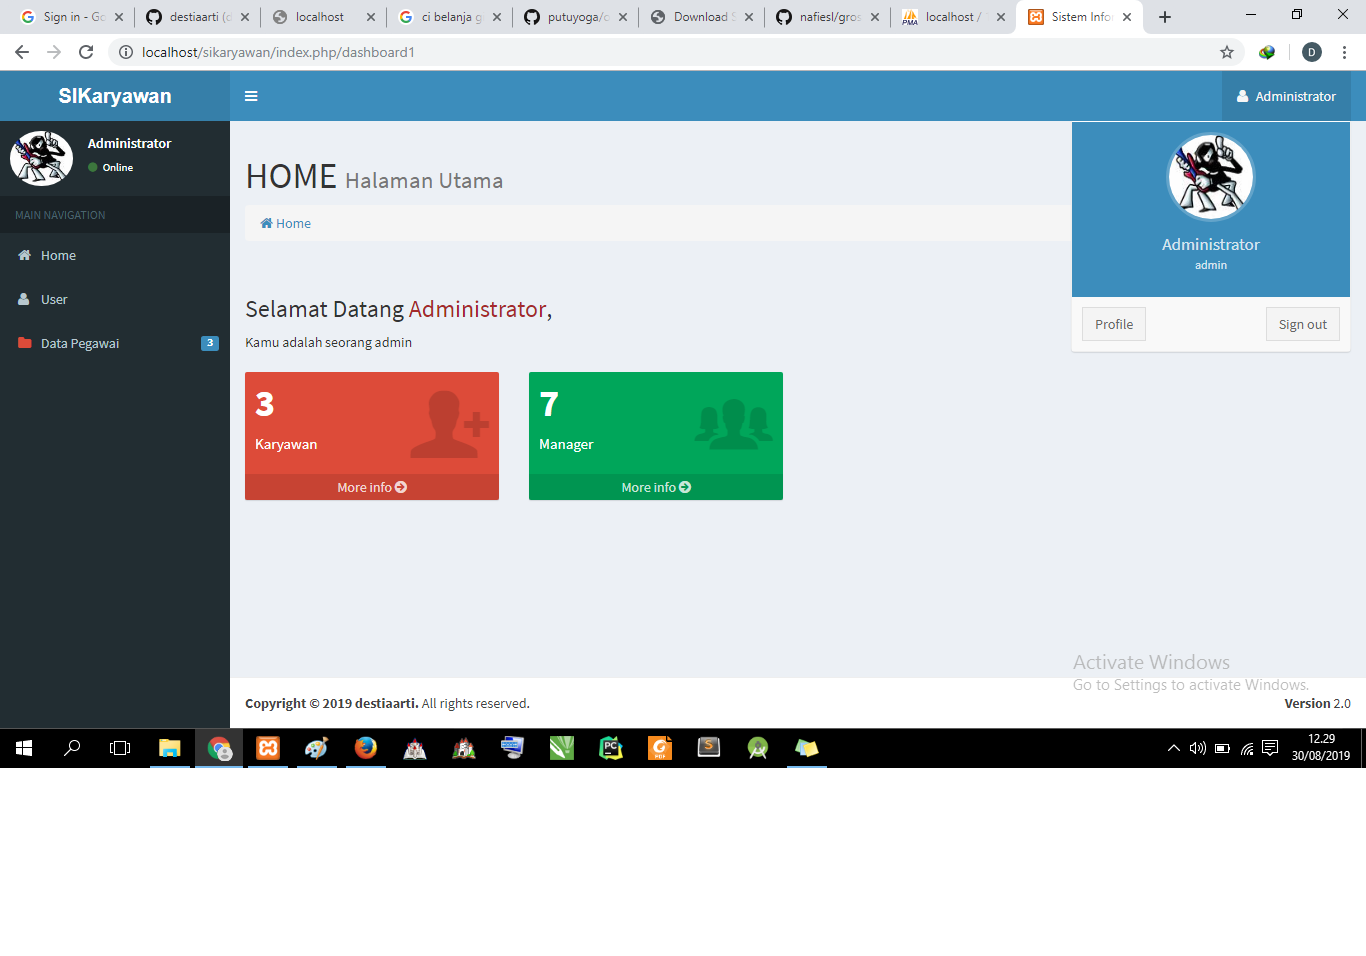 Sign in - Go
destiaarti (d
localhost
ci belanja g
putuyoga/
Download S
nafiesl/gros
localhost /
Sistem Infor
localhost/sikaryawan/index.php/dashboard1
D
SIKaryawan
Administrator
Administrator
Online
MAIN NAVIGATION
Home
User
Data Pegawai 3
HOME Halaman Utama
Home
Selamat Datang Administrator,
Kamu adalah seorang admin
3
Karyawan
More info
7
Manager
More info
Administrator
admin
Profile
Sign out
Activate Windows
Go to Settings to activate Windows.
Copyright © 2019 destiaarti. All rights reserved.
Version 2.0
12.29
30/08/2019